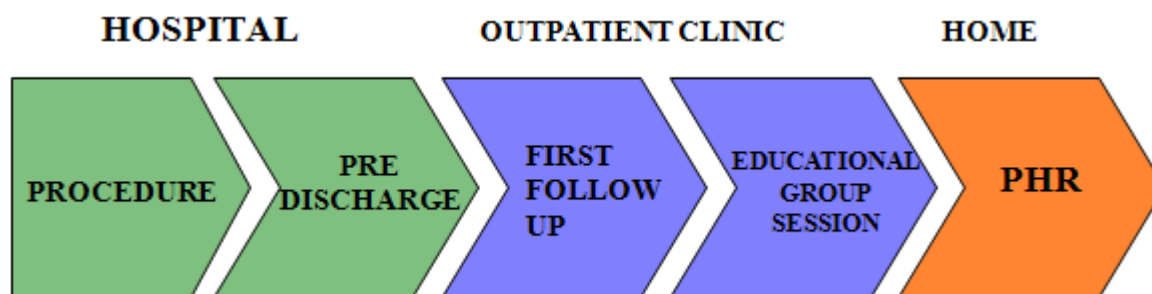 HOSPITAL
OUTPATIENT CLINIC
HOME
PROCEDURE
PRE
DISCHARGE
FIRST
FOLLOW
UP
EDUCATIONAL
GROUP
SESSION
PHR